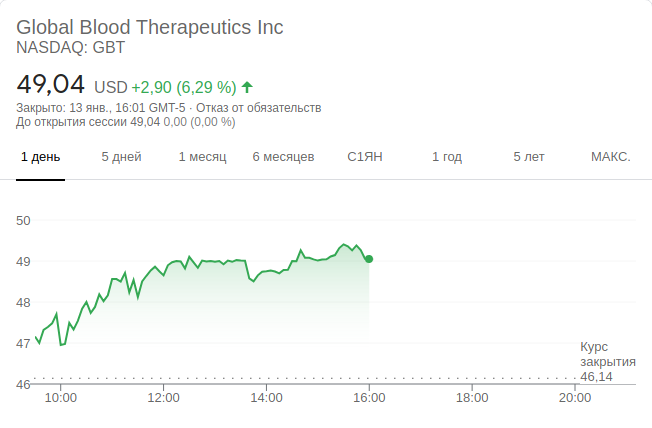 Global Blood Therapeutics Inc
NASDAQ: GBT
49,04 USD +2,90 (6,29 %)
Закрыто: 13 янв., 16:01 GMT-5 · Отказ от обязательств
До открытия сессии 49,04 0,00 (0,00 %)
1 день 5 дней 1 месяц 6 месяцев С1ЯН 1 год 5 лет МАКС.
50
49
48
47
Курс
закрытия
46,14
46
10:00 12:00 14:00 16:00 18:00 20:00